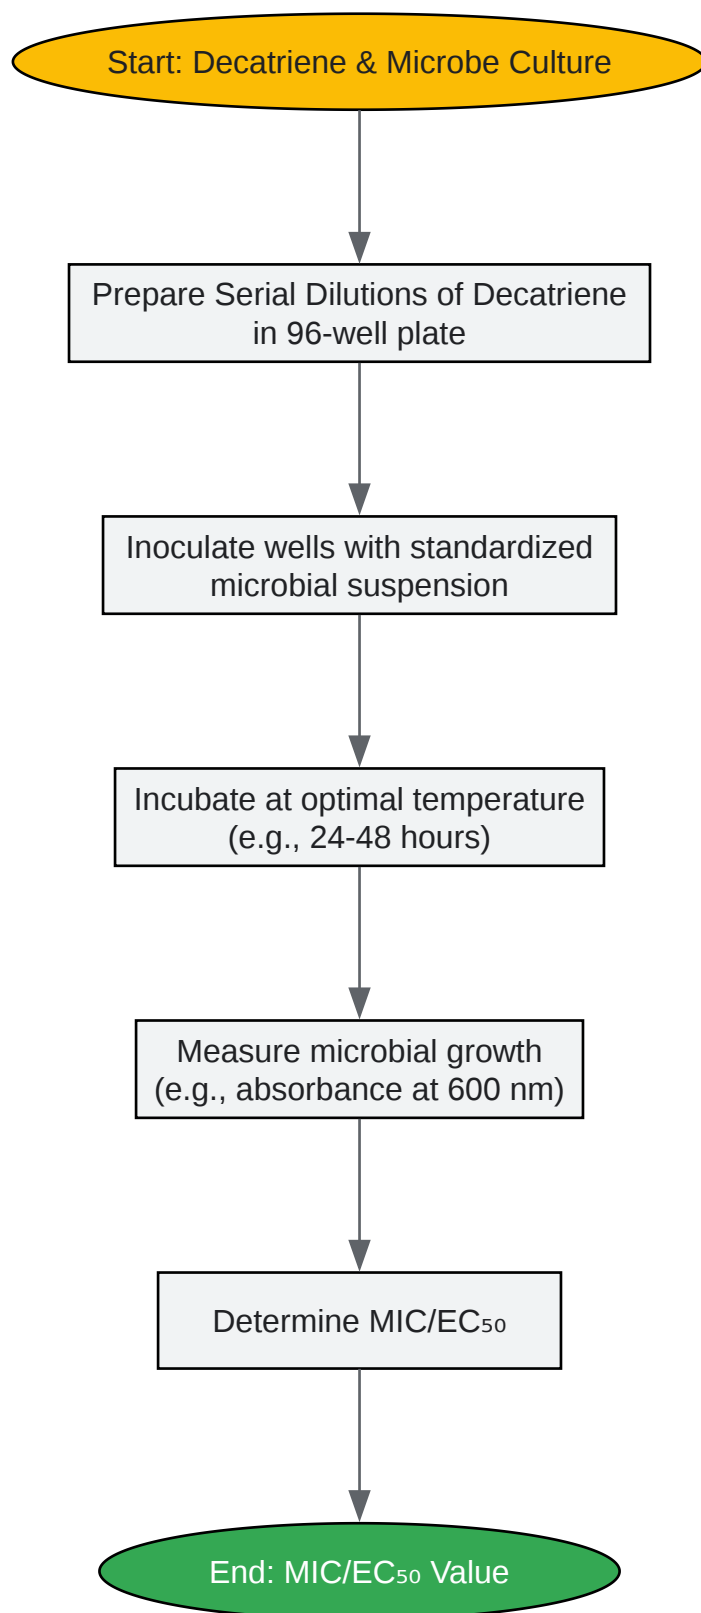 Start: Decatriene & Microbe Culture
Prepare Serial Dilutions of Decatriene
in 96-well plate
Inoculate wells with standardized
microbial suspension
Incubate at optimal temperature
(e.g., 24-48 hours)
Measure microbial growth
(e.g., absorbance at 600 nm)
Determine MIC/EC₅₀
End: MIC/EC₅₀ Value